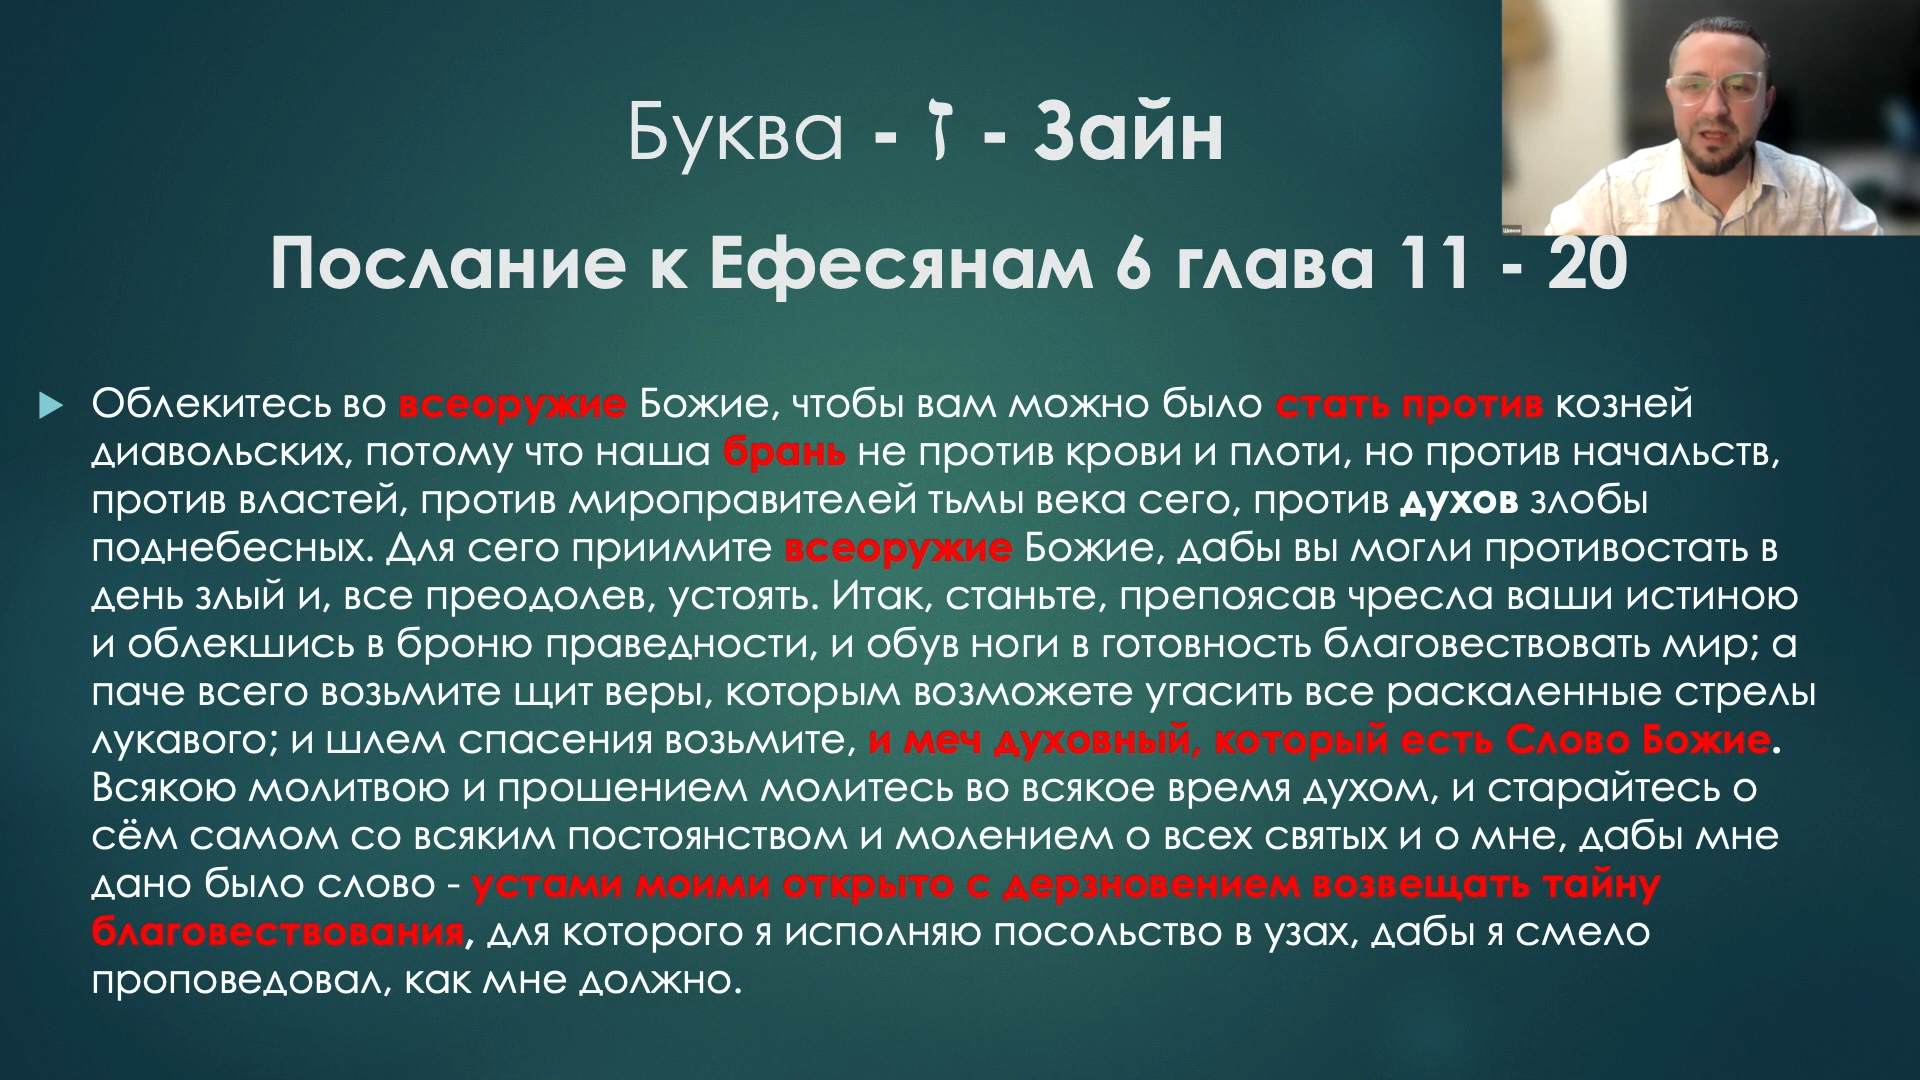 Буква - ז - Зайн
Послание к Ефесянам 6 глава 11 - 20
Облекитесь во всеоружие Божие, чтобы вам можно было стать против козней
диавольских, потому что наша брань не против крови и плоти, но против начальств,
против властей, против мироправителей тьмы века сего, против духов злобы
поднебесных. Для сего приимите всеоружие Божие, дабы вы могли противостать в
день злый и, все преодолев, устоять. Итак, станьте, препоясав чресла ваши истиною
и облекшись в броню праведности, и обув ноги в готовность благовествовать мир; а
паче всего возьмите щит веры, которым возможете угасить все раскаленные стрелы
лукавого; и шлем спасения возьмите, и меч духовный, который есть Слово Божие.
Всякою молитвою и прошением молитесь во всякое время духом, и старайтесь о
сём самом со всяким постоянством и молением о всех святых и о мне, дабы мне
дано было слово - устами моими открыто с дерзновением возвещать тайну
благовествования, для которого я исполняю посольство в узах, дабы я смело
проповедовал, как мне должно.